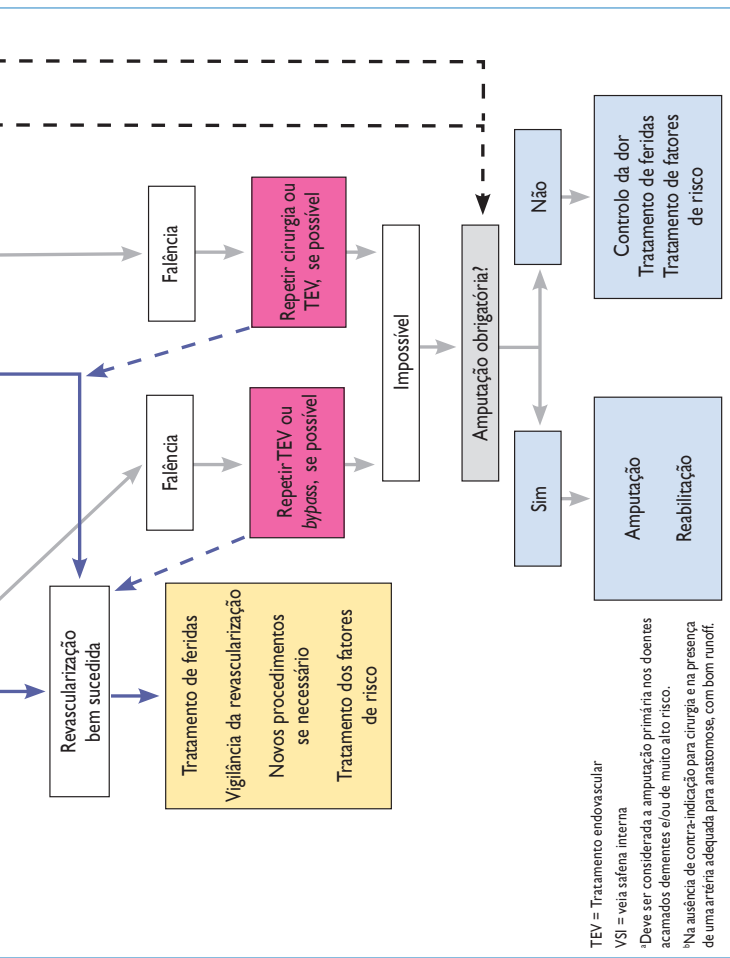 Falência
Repetir cirurgia ou
TEV, se possível
Falência
Repetir TEV ou
bypass, se possível
Revascularização
bem sucedida
Tratamento de feridas
Vigilância da revascularização
Novos procedimentos
se necessário
Tratamento dos fatores
de risco
Impossível
Amputação obrigatória?
Não
Controlo da dor
Tratamento de feridas
Tratamento de fatores
de risco
Sim
Amputação
Reabilitação
TEV = Tratamento endovascular
VSI = veia safena interna
ᵃDeve ser considerada a amputação primária nos doentes
acamados dementes e/ou de muito alto risco.
ᵇNa ausência de contra-indicação para cirurgia e na presença
de uma artéria adequada para anastomose, com bom runoff.